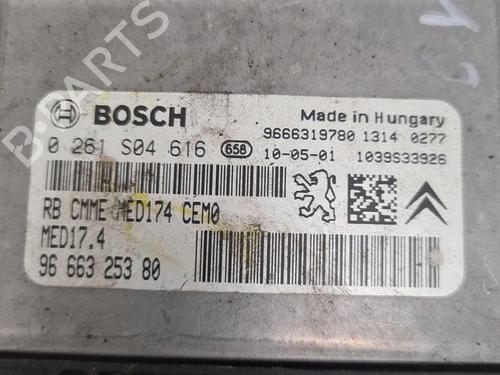 B-PARTS
BOSCH
Made in Hungary
9666319780 1314 0277
0 261 S04 616 658 10-05-01 1039S33926
RB CMME MED174 CEM0
MED17.4
96 663 253 80